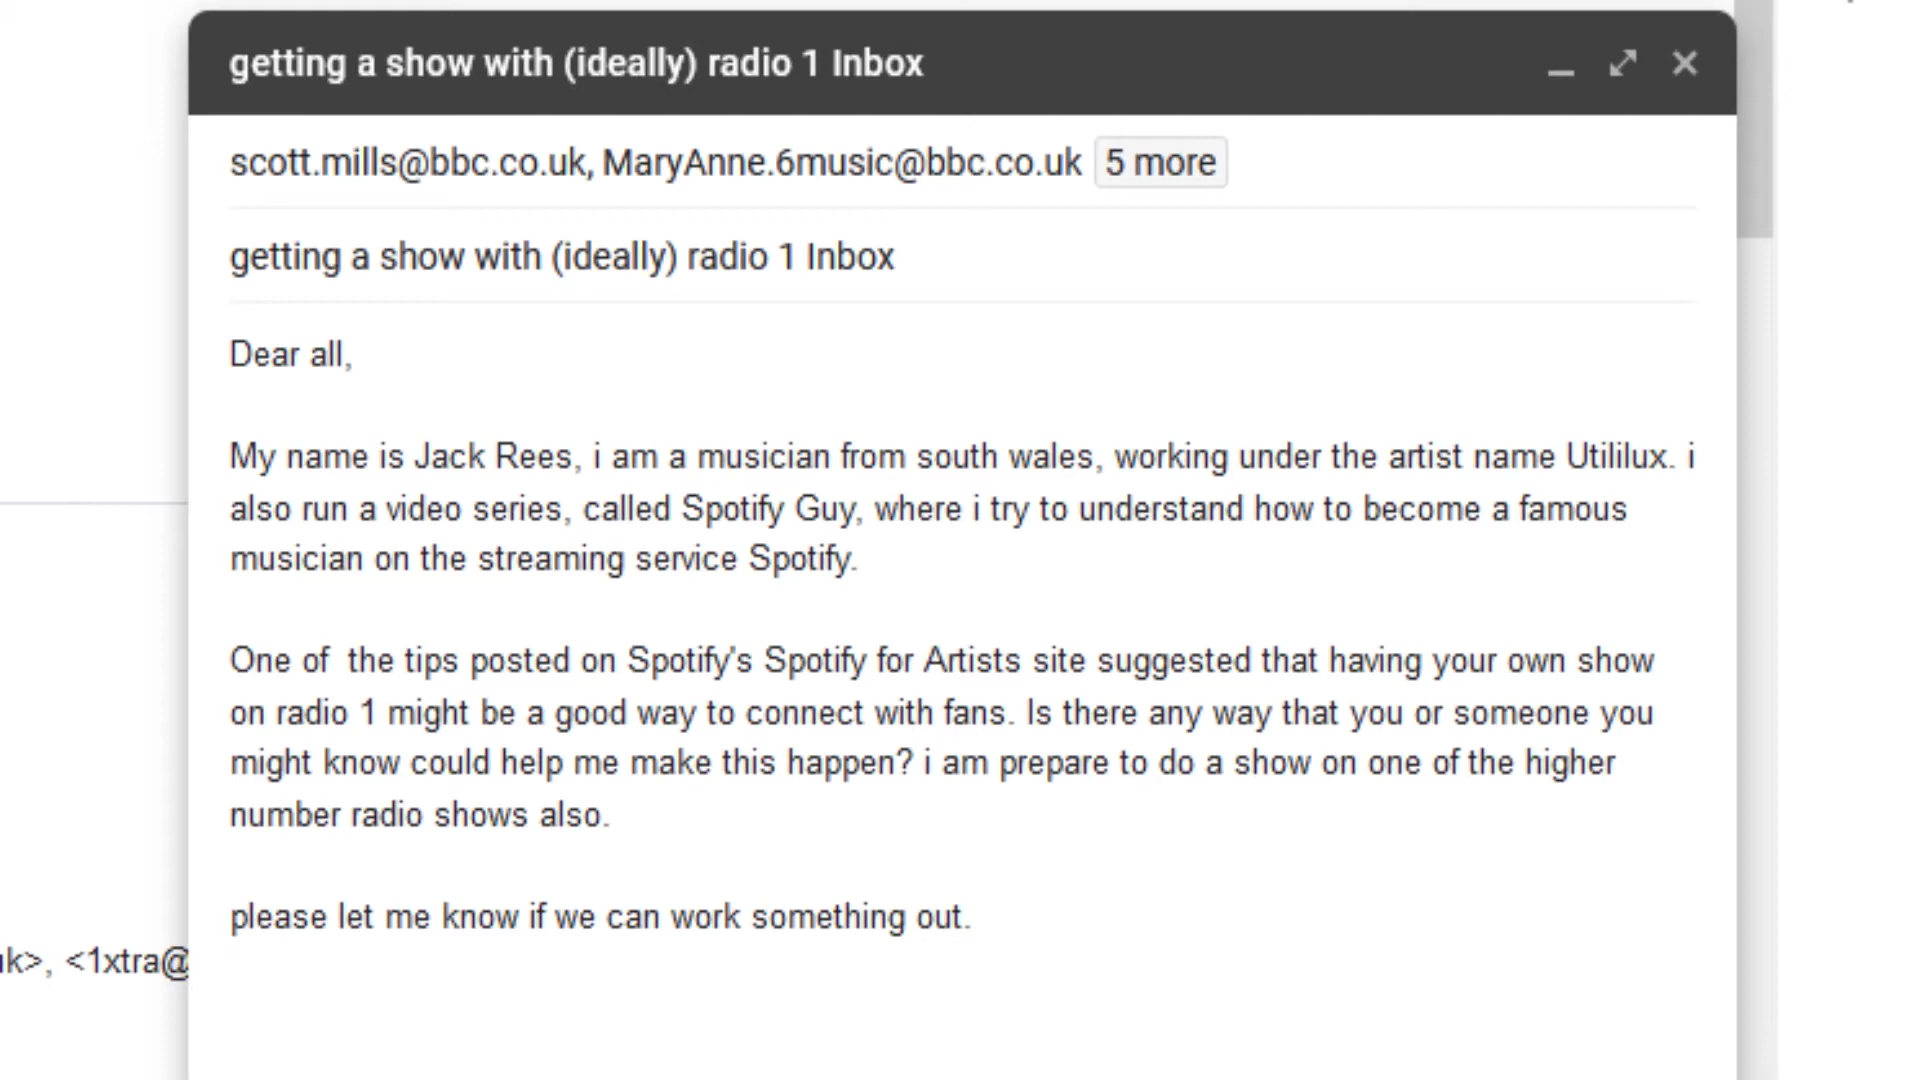 getting a show with (ideally) radio 1 Inbox
scott.mills@bbc.co.uk, MaryAnne.6music@bbc.co.uk 5 more
getting a show with (ideally) radio 1 Inbox
Dear all,
My name is Jack Rees, i am a musician from south wales, working under the artist name Utililux. i
also run a video series, called Spotify Guy, where i try to understand how to become a famous
musician on the streaming service Spotify.
One of  the tips posted on Spotify's Spotify for Artists site suggested that having your own show
on radio 1 might be a good way to connect with fans. Is there any way that you or someone you
might know could help me make this happen? i am prepare to do a show on one of the higher
number radio shows also.
please let me know if we can work something out.
k>, <1xtra@